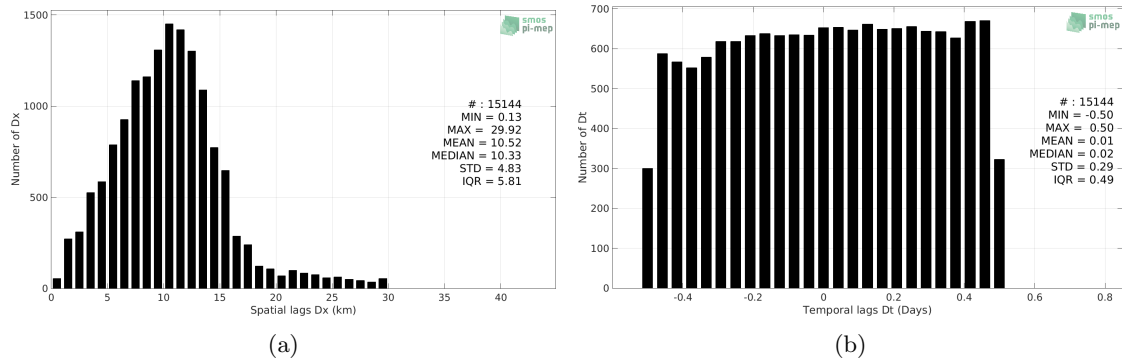 1500
1000
500
0
0 5 10 15 20 25 30 35 40
Number of Dx
Spatial lags Dx (km)
smos
pi-mep
# : 15144
MIN = 0.13
MAX = 29.92
MEAN = 10.52
MEDIAN = 10.33
STD = 4.83
IQR = 5.81
(a)
700
600
500
400
300
200
100
0
-0.4 -0.2 0 0.2 0.4 0.6 0.8
Number of Dt
Temporal lags Dt (Days)
smos
pi-mep
# : 15144
MIN = -0.50
MAX = 0.50
MEAN = 0.01
MEDIAN = 0.02
STD = 0.29
IQR = 0.49
(b)